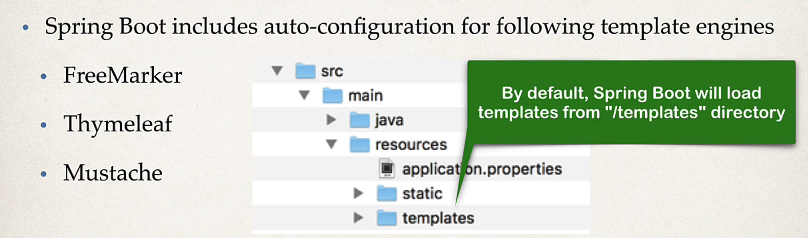 • Spring Boot includes auto-configuration for following template engines
• FreeMarker
• Thymeleaf
• Mustache
src
main
java
resources
application.properties
static
templates
By default, Spring Boot will load
templates from "/templates" directory